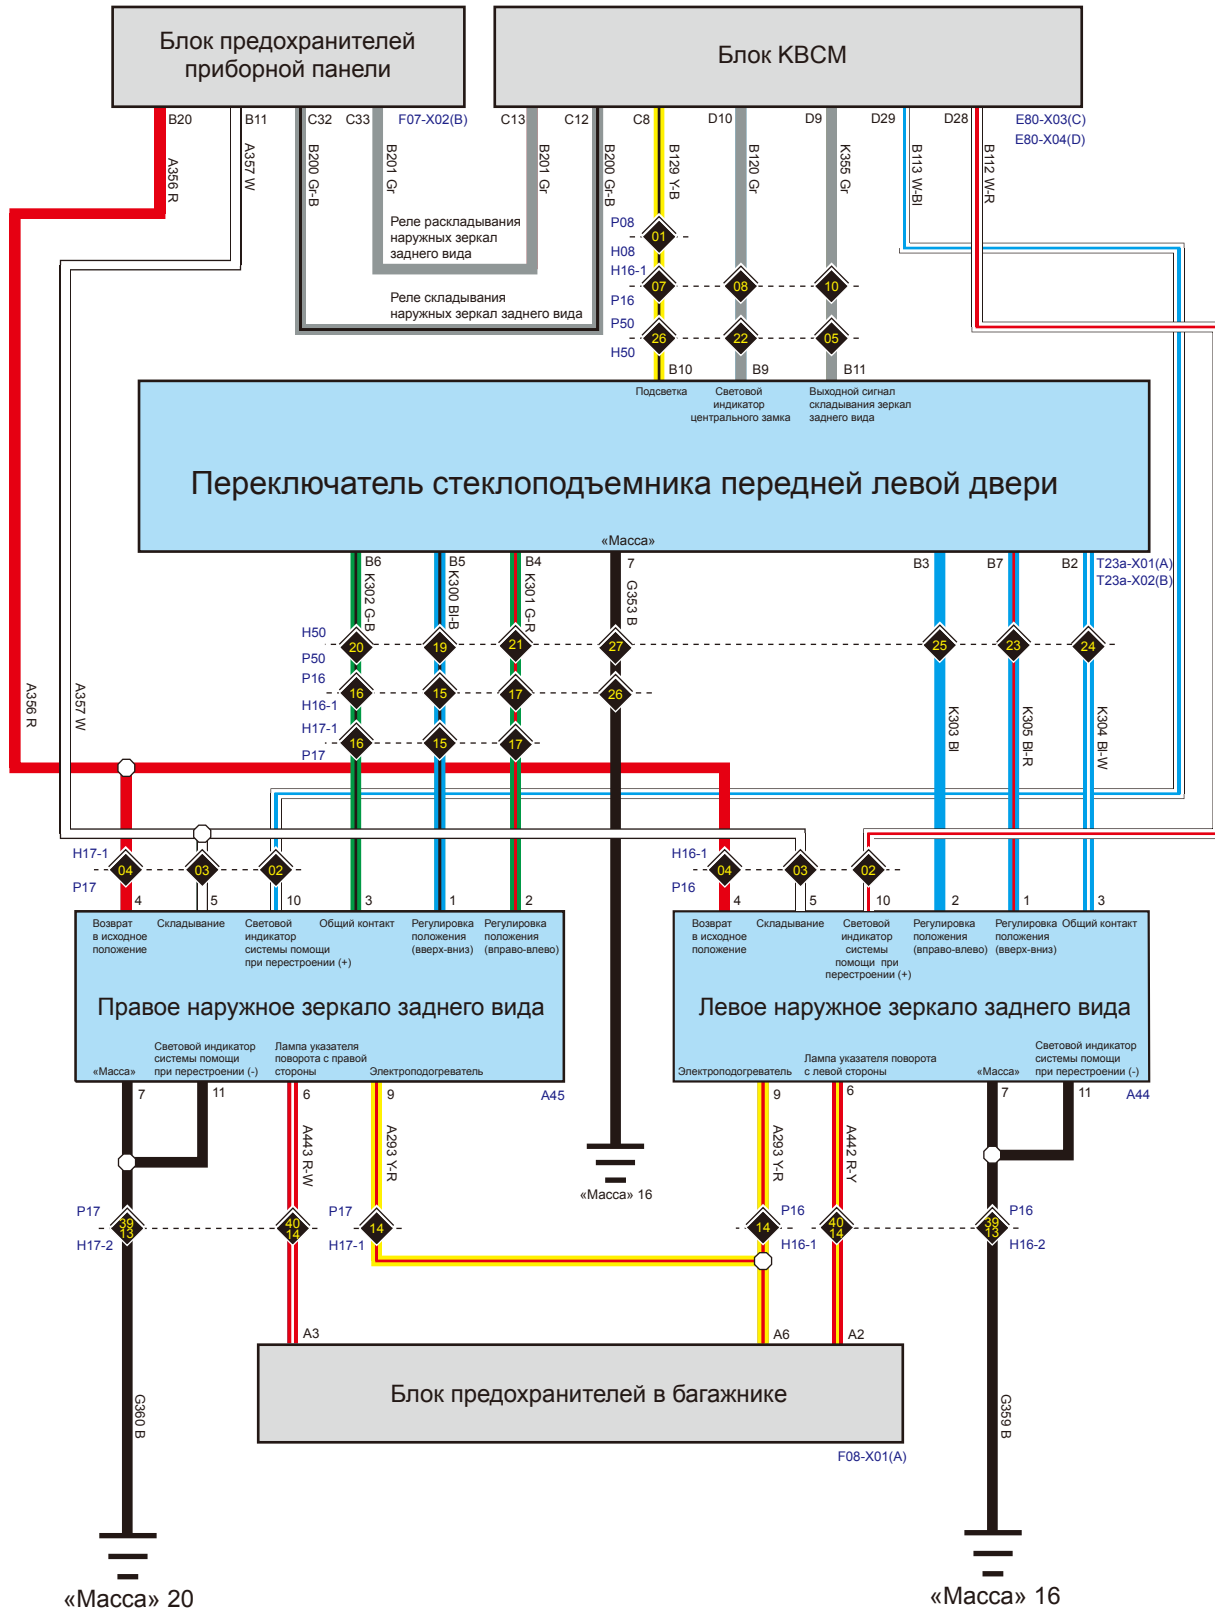 Блок предохранителей
приборной панели
Блок KBCM
B20
B11
C32
C33
F07-X02(B)
C13
C12
C8
D10
D9
D29
D28
E80-X03(C)
E80-X04(D)
A356 R
A357 W
B200 Gr-B
B201 Gr
B201 Gr
B200 Gr-B
B129 Y-B
B120 Gr
K355 Gr
B113 W-Bl
B112 W-R
Реле раскладывания
наружных зеркал
заднего вида
P08
01
H08
H16-1
07
08
10
P16
Реле складывания
наружных зеркал заднего вида
P50
26
22
05
H50
B10
B9
B11
Подсветка
Световой
индикатор
центрального замка
Выходной сигнал
складывания зеркал
заднего вида
Переключатель стеклоподъемника передней левой двери
«Масса»
B6
B5
B4
7
B3
B7
B2
T23a-X01(A)
T23a-X02(B)
K302 G-B
K300 Bl-B
K301 G-R
G353 B
H50
20
19
21
27
25
23
24
P50
P16
16
15
17
26
H16-1
H17-1
16
15
17
P17
A356 R
A357 W
K303 Bl
K305 Bl-R
K304 Bl-W
H17-1
04
03
02
P17
H16-1
04
03
02
P16
4
5
10
3
1
2
4
5
10
2
1
3
Возврат
в исходное
положение
Складывание
Световой
индикатор
системы помощи
при перестроении (+)
Общий контакт
Регулировка
положения
(вверх-вниз)
Регулировка
положения
(вправо-влево)
Правое наружное зеркало заднего вида
«Масса»
Световой индикатор
системы помощи
при перестроении (-)
Лампа указателя
поворота с правой
стороны
Электроподогреватель
Возврат
в исходное
положение
Складывание
Световой
индикатор
системы
помощи при
перестроении (+)
Регулировка
положения
(вправо-влево)
Регулировка
положения
(вверх-вниз)
Общий контакт
Левое наружное зеркало заднего вида
Электроподогреватель
Лампа указателя поворота
с левой стороны
«Масса»
Световой индикатор
системы помощи
при перестроении (-)
7
11
6
9
A45
9
6
7
11
A44
A443 R-W
A293 Y-R
A293 Y-R
A442 R-Y
«Масса» 16
P17
39
13
H17-2
40
14
P17
14
H17-1
14
P16
H16-1
40
14
39
13
P16
H16-2
A3
A6
A2
Блок предохранителей в багажнике
F08-X01(A)
G360 B
G359 B
«Масса» 20
«Масса» 16